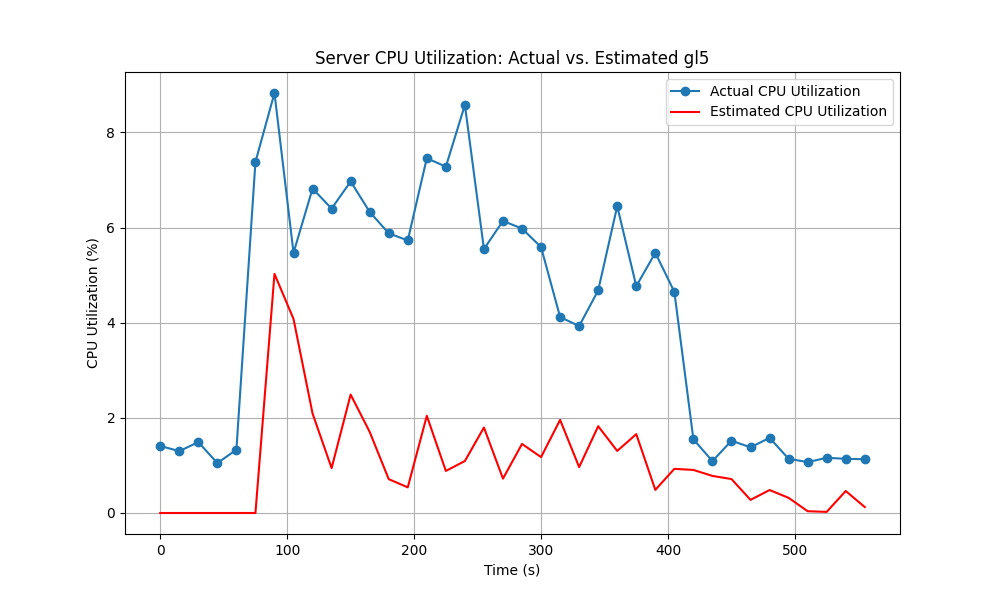 Server CPU Utilization: Actual vs. Estimated gl5
Actual CPU Utilization
Estimated CPU Utilization
CPU Utilization (%)
8
6
4
2
0
0 100 200 300 400 500
Time (s)